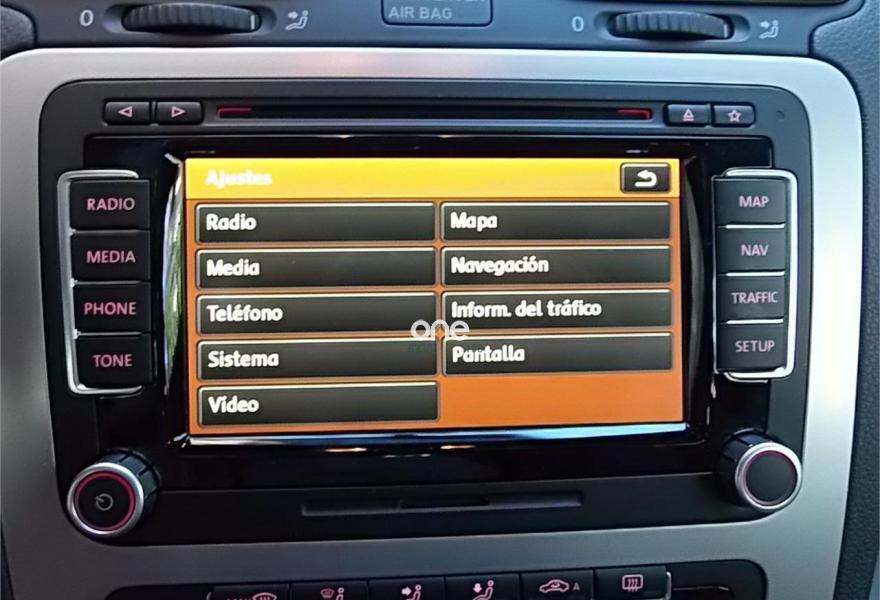 0
AIR BAG
0
Ajustes
RADIO
MEDIA
PHONE
TONE
Radio
Media
Teléfono
Sistema
Vídeo
Mapa
Navegación
Inform. del tráfico
Pantalla
one
MAP
NAV
TRAFFIC
SETUP
A